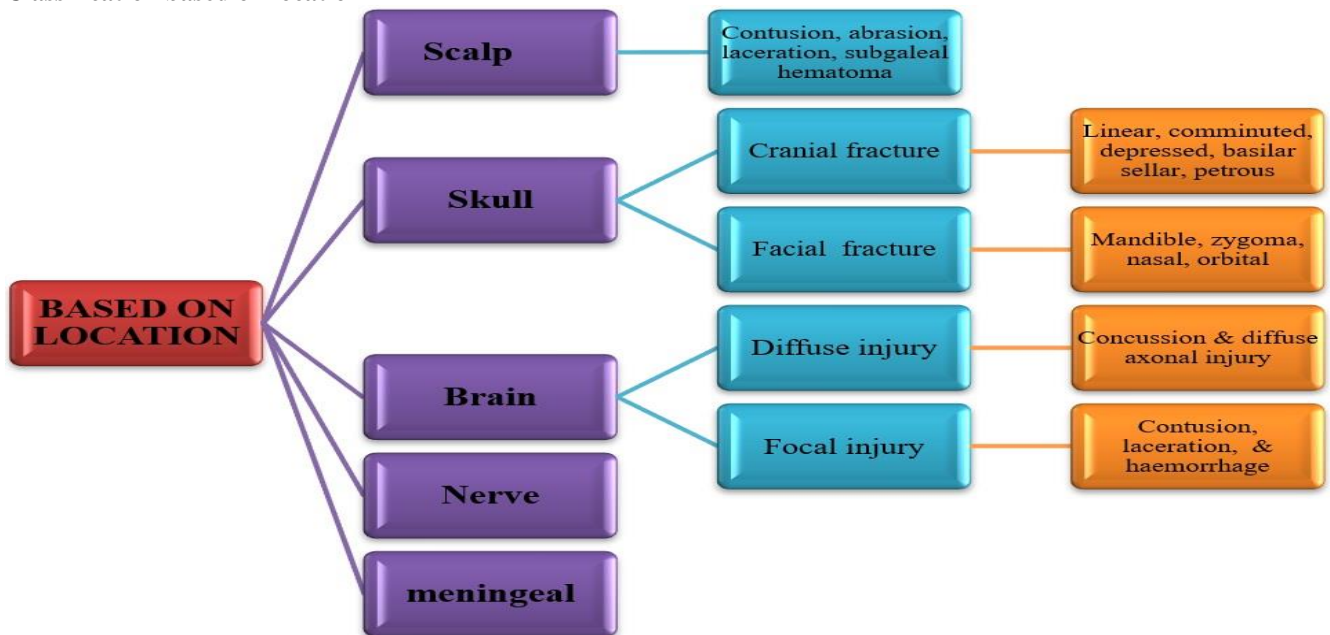 Scalp
Contusion, abrasion,
laceration, subgaleal
hematoma
Skull
Cranial fracture
Linear, comminuted,
depressed, basilar
sellar, petrous
Facial fracture
Mandible, zygoma,
nasal, orbital
BASED ON
LOCATION
Brain
Diffuse injury
Concussion & diffuse
axonal injury
Focal injury
Contusion,
laceration, &
haemorrhage
Nerve
meningeal